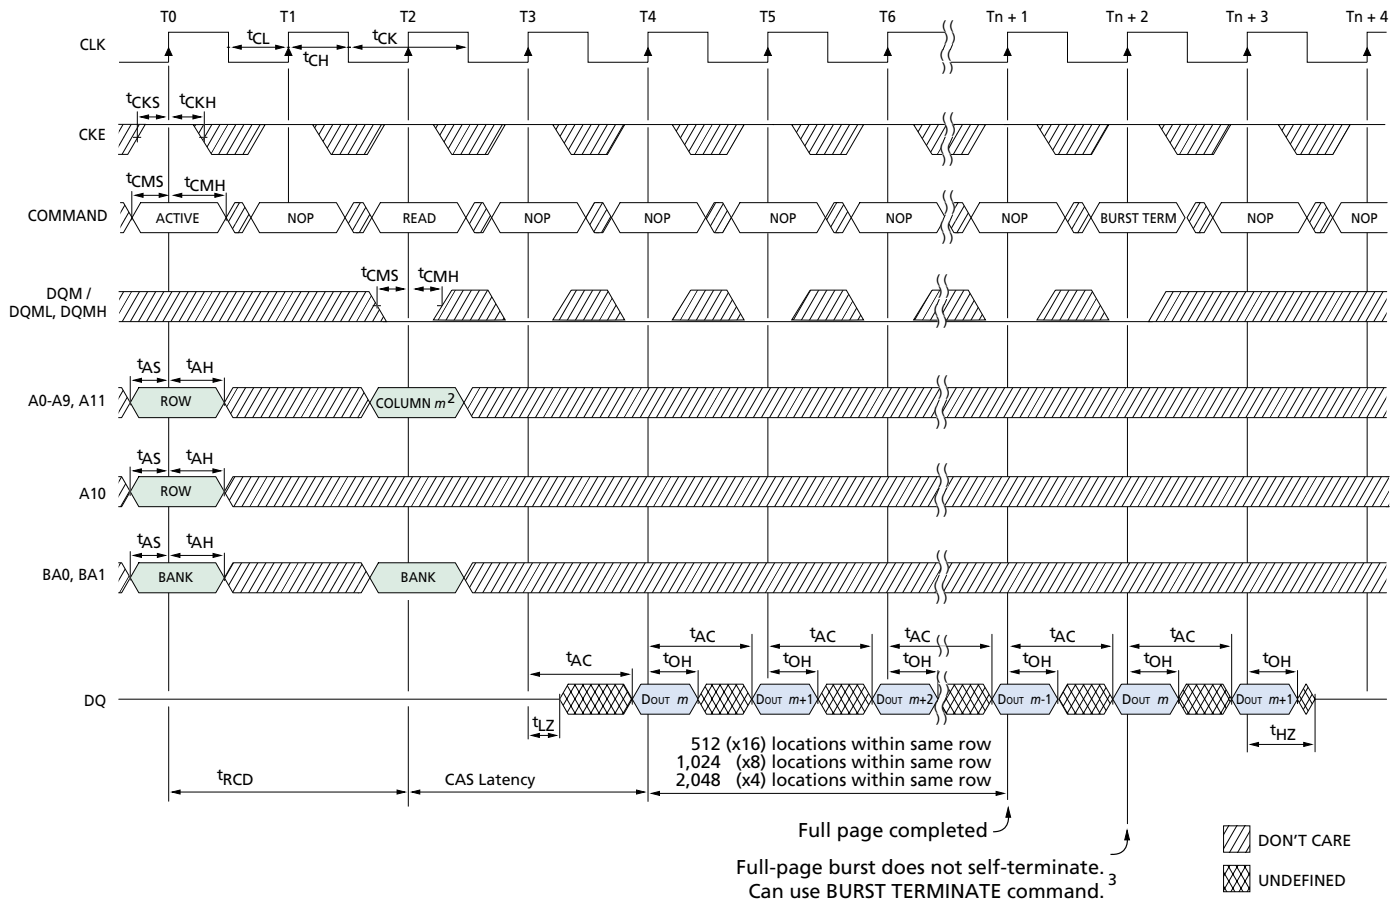 T0 T1 T2 T3 T4 T5 T6 Tn + 1 Tn + 2 Tn + 3 Tn + 4
CLK
tCL tCK
tCH
tCKS tCKH
CKE
tCMS tCMH
COMMAND ACTIVE NOP READ NOP NOP NOP NOP NOP BURST TERM NOP NOP
tCMS tCMH
DQM /
DQML, DQMH
tAS tAH
A0-A9, A11 ROW COLUMN m2
tAS tAH
A10 ROW
tAS tAH
BA0, BA1 BANK BANK
tAC tAC tAC tAC tAC
tAC tOH tOH tOH tOH tOH tOH
DQ DOUT m DOUT m+1 DOUT m+2 DOUT m-1 DOUT m DOUT m+1
tLZ tHZ
512 (x16) locations within same row
1,024 (x8) locations within same row
2,048 (x4) locations within same row
tRCD CAS Latency
Full page completed
Full-page burst does not self-terminate.
Can use BURST TERMINATE command. 3
DON'T CARE
UNDEFINED